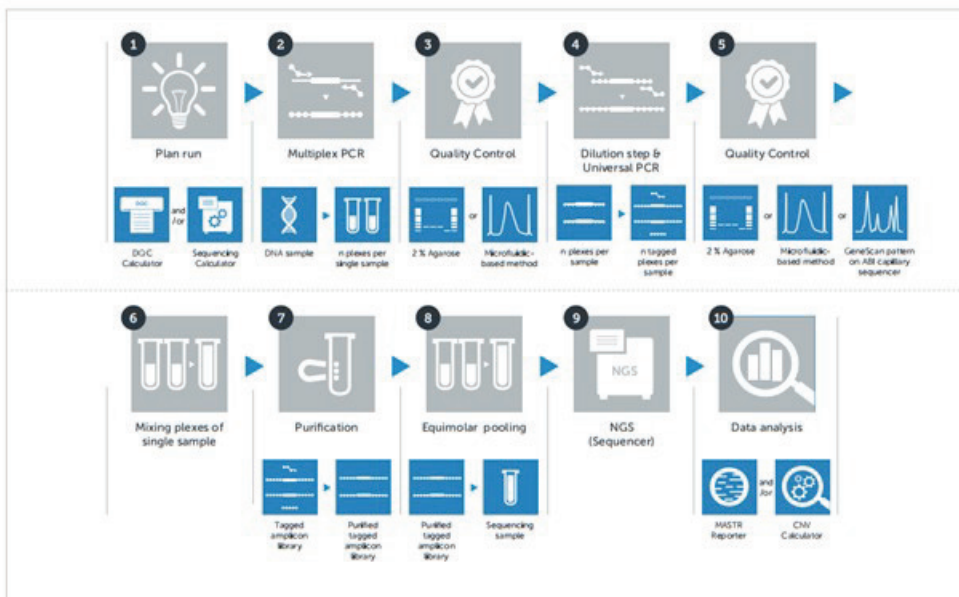 1
2
3
4
5
Plan run
Multiplex PCR
Quality Control
Dilution step &
Universal PCR
Quality Control
and
/or
or
or
or
DQC
Calculator
Sequencing
Calculator
DNA sample
n plexes per
single sample
2 % Agarose
Microfluidic-
based method
n plexes per
sample
n tagged
plexes per
sample
2 % Agarose
Microfluidic-
based method
GeneScan pattern
on ABI capillary
sequencer
6
7
8
9
10
NGS
Mixing plexes of
single sample
Purification
Equimolar pooling
NGS
(Sequencer)
Data analysis
and
/or
Tagged
amplicon
library
Purified
tagged
amplicon
library
Purified
tagged
amplicon
library
Sequencing
sample
MASTR
Reporter
CNV
Calculator